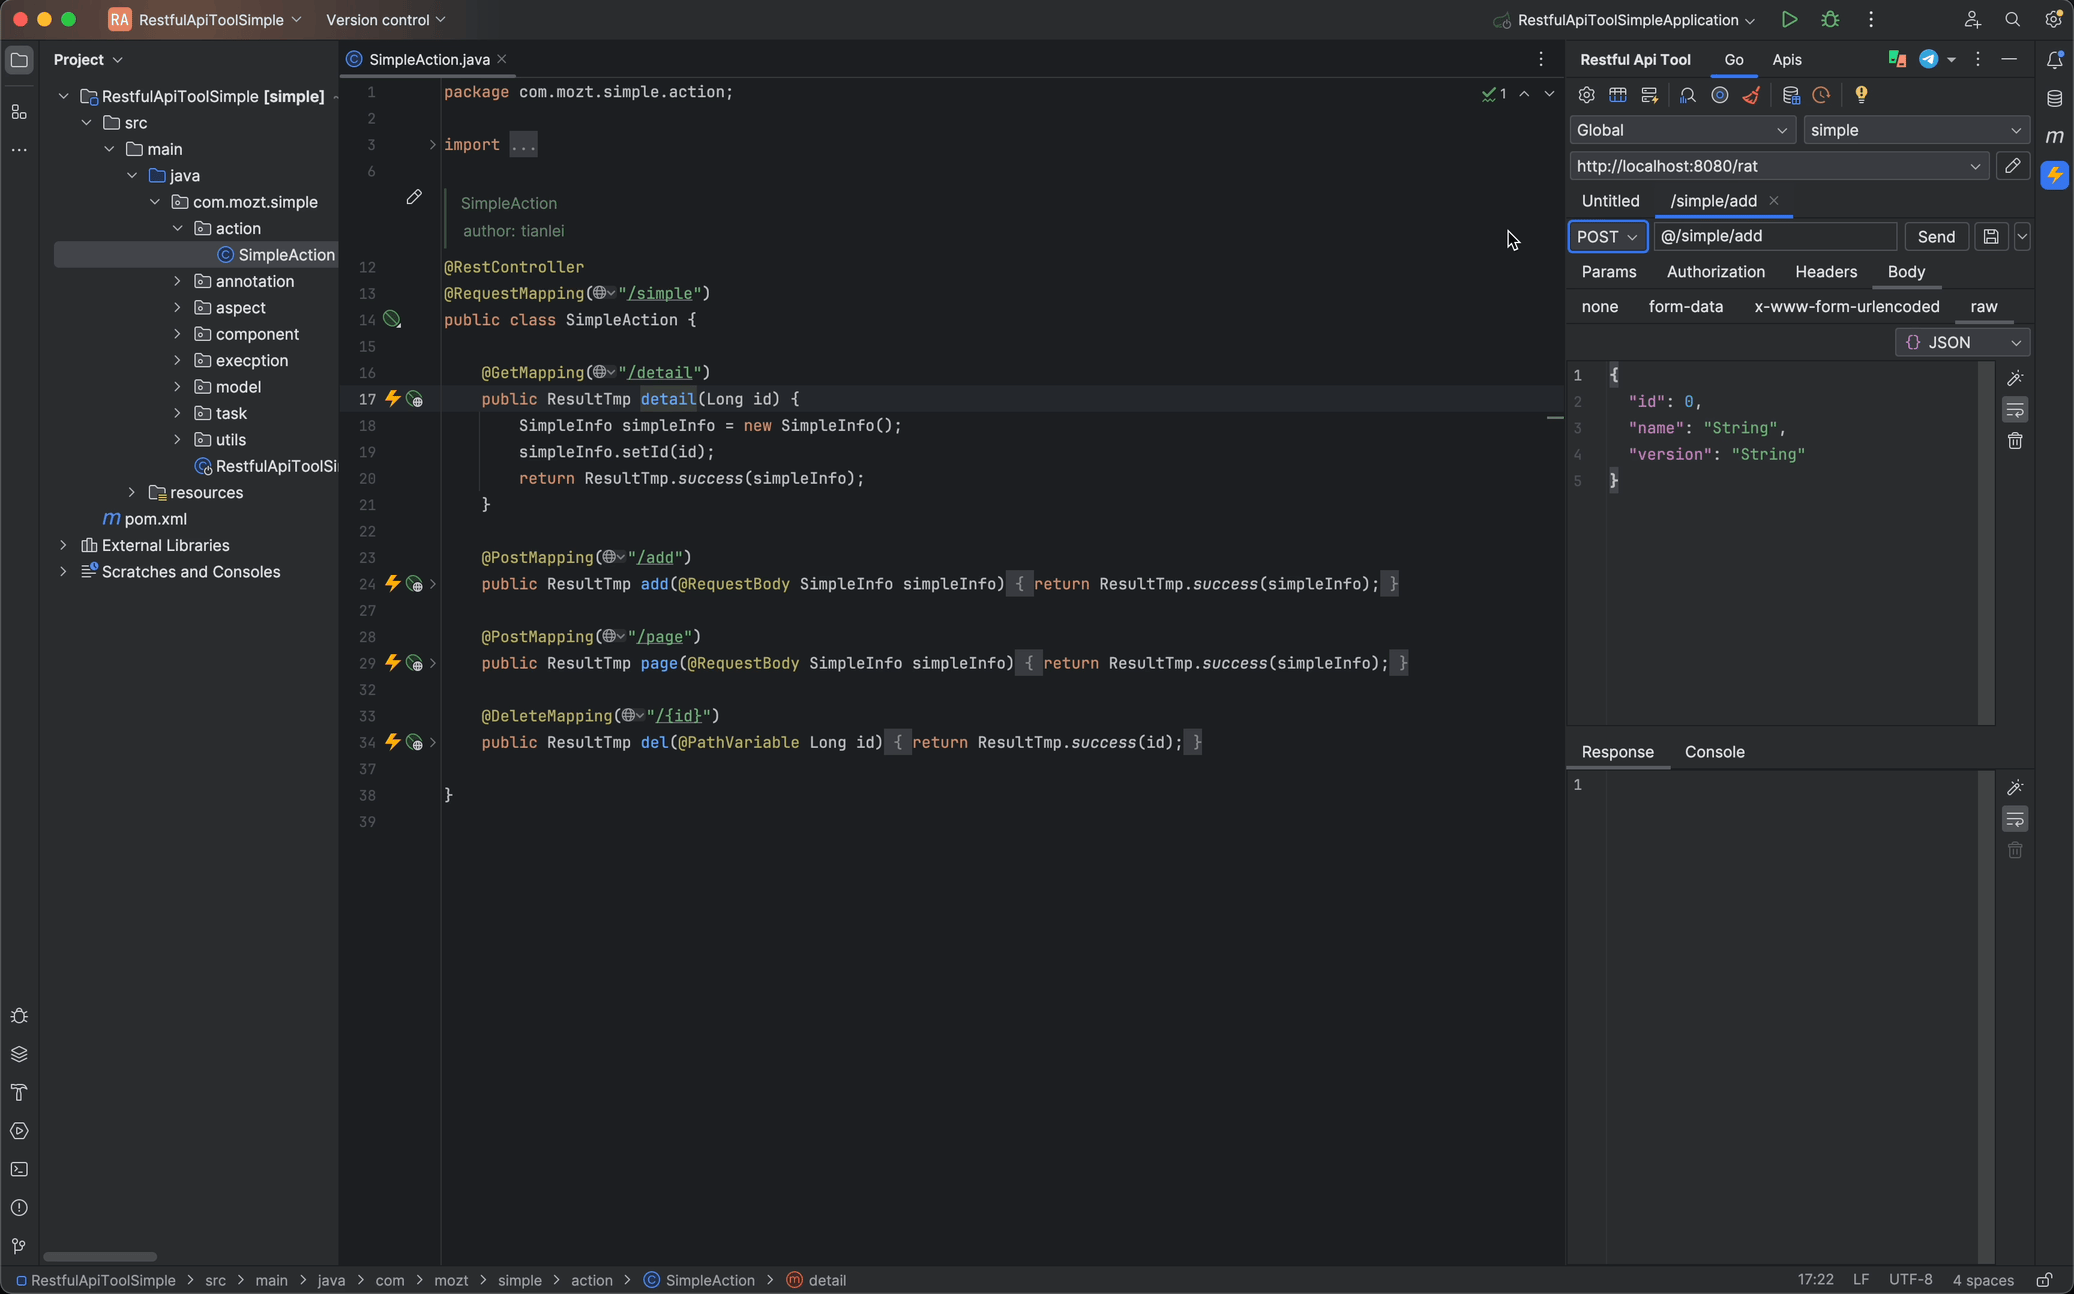 RA RestfulApiToolSimple Version control RestfulApiToolSimpleApplication
Project
RestfulApiToolSimple [simple]
src
main
java
com.mozt.simple
action
SimpleAction
annotation
aspect
component
execption
model
task
utils
RestfulApiToolSi
resources
m pom.xml
External Libraries
Scratches and Consoles
SimpleAction.java
1
1 package com.mozt.simple.action;
2
3 import ...
6
SimpleAction
author: tianlei
12 @RestController
13 @RequestMapping("/simple")
14 public class SimpleAction {
15
16 @GetMapping("/detail")
17 public ResultTmp detail(Long id) {
18 SimpleInfo simpleInfo = new SimpleInfo();
19 simpleInfo.setId(id);
20 return ResultTmp.success(simpleInfo);
21 }
22
23 @PostMapping("/add")
24 public ResultTmp add(@RequestBody SimpleInfo simpleInfo) { return ResultTmp.success(simpleInfo); }
27
28 @PostMapping("/page")
29 public ResultTmp page(@RequestBody SimpleInfo simpleInfo) { return ResultTmp.success(simpleInfo); }
32
33 @DeleteMapping("/{id}")
34 public ResultTmp del(@PathVariable Long id) { return ResultTmp.success(id); }
37
38 }
39
Restful Api Tool Go Apis
Global simple
http://localhost:8080/rat
Untitled /simple/add
POST @/simple/add Send
Params Authorization Headers Body
none form-data x-www-form-urlencoded raw
{} JSON
1 {
2 "id": 0,
3 "name": "String",
4 "version": "String"
5 }
Response Console
1
m
RestfulApiToolSimple > src > main > java > com > mozt > simple > action > SimpleAction > detail
17:22 LF UTF-8 4 spaces